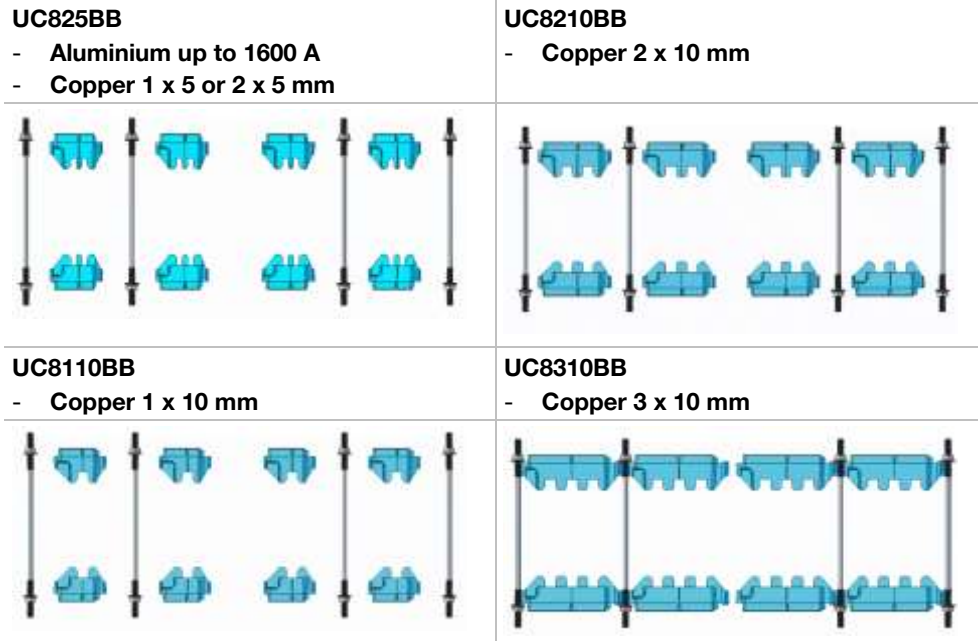 UC825BB
- Aluminium up to 1600 A
- Copper 1 x 5 or 2 x 5 mm
UC8210BB
- Copper 2 x 10 mm
UC8110BB
- Copper 1 x 10 mm
UC8310BB
- Copper 3 x 10 mm